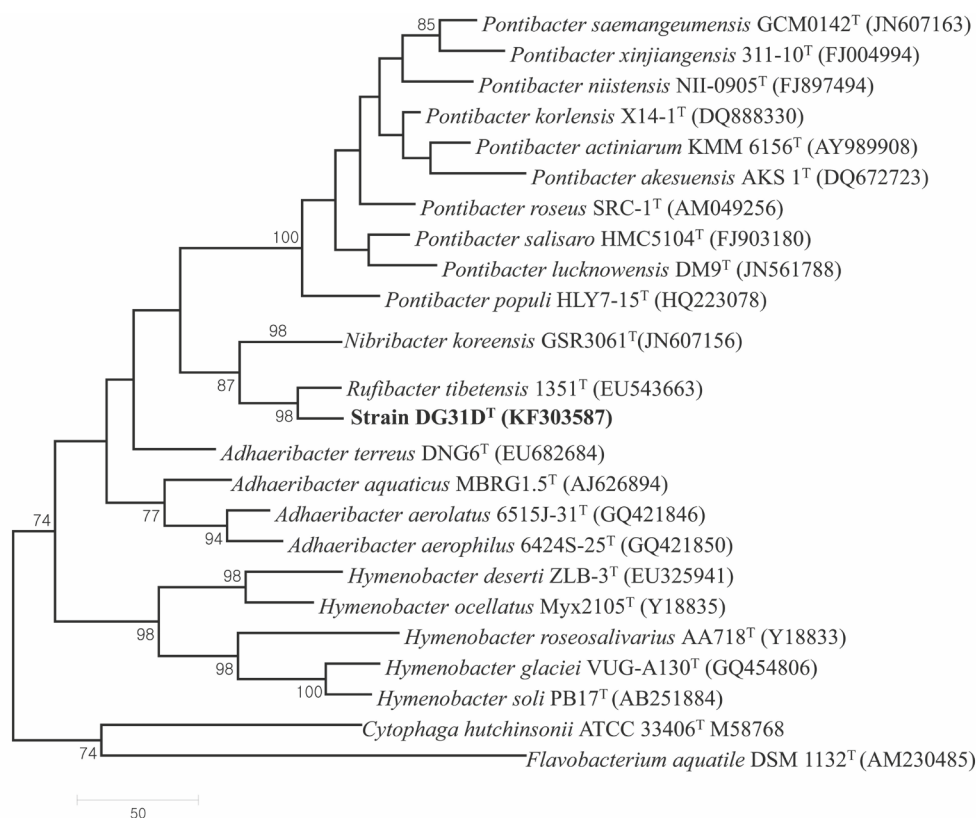 85
Pontibacter saemangeumensis GCM0142ᵀ (JN607163)
Pontibacter xinjiangensis 311-10ᵀ (FJ004994)
Pontibacter niistensis NII-0905ᵀ (FJ897494)
Pontibacter korlensis X14-1ᵀ (DQ888330)
Pontibacter actiniarum KMM 6156ᵀ (AY989908)
Pontibacter akesuensis AKS 1ᵀ (DQ672723)
Pontibacter roseus SRC-1ᵀ (AM049256)
100
Pontibacter salisaro HMC5104ᵀ (FJ903180)
Pontibacter lucknowensis DM9ᵀ (JN561788)
Pontibacter populi HLY7-15ᵀ (HQ223078)
98
Nibribacter koreensis GSR3061ᵀ(JN607156)
87
Rufibacter tibetensis 1351ᵀ (EU543663)
98
Strain DG31Dᵀ (KF303587)
Adhaeribacter terreus DNG6ᵀ (EU682684)
Adhaeribacter aquaticus MBRG1.5ᵀ (AJ626894)
77
Adhaeribacter aerolatus 6515J-31ᵀ (GQ421846)
74
94
Adhaeribacter aerophilus 6424S-25ᵀ (GQ421850)
98
Hymenobacter deserti ZLB-3ᵀ (EU325941)
Hymenobacter ocellatus Myx2105ᵀ (Y18835)
98
Hymenobacter roseosalivarius AA718ᵀ (Y18833)
98
Hymenobacter glaciei VUG-A130ᵀ (GQ454806)
100
Hymenobacter soli PB17ᵀ (AB251884)
Cytophaga hutchinsonii ATCC 33406ᵀ M58768
74
Flavobacterium aquatile DSM 1132ᵀ (AM230485)
50